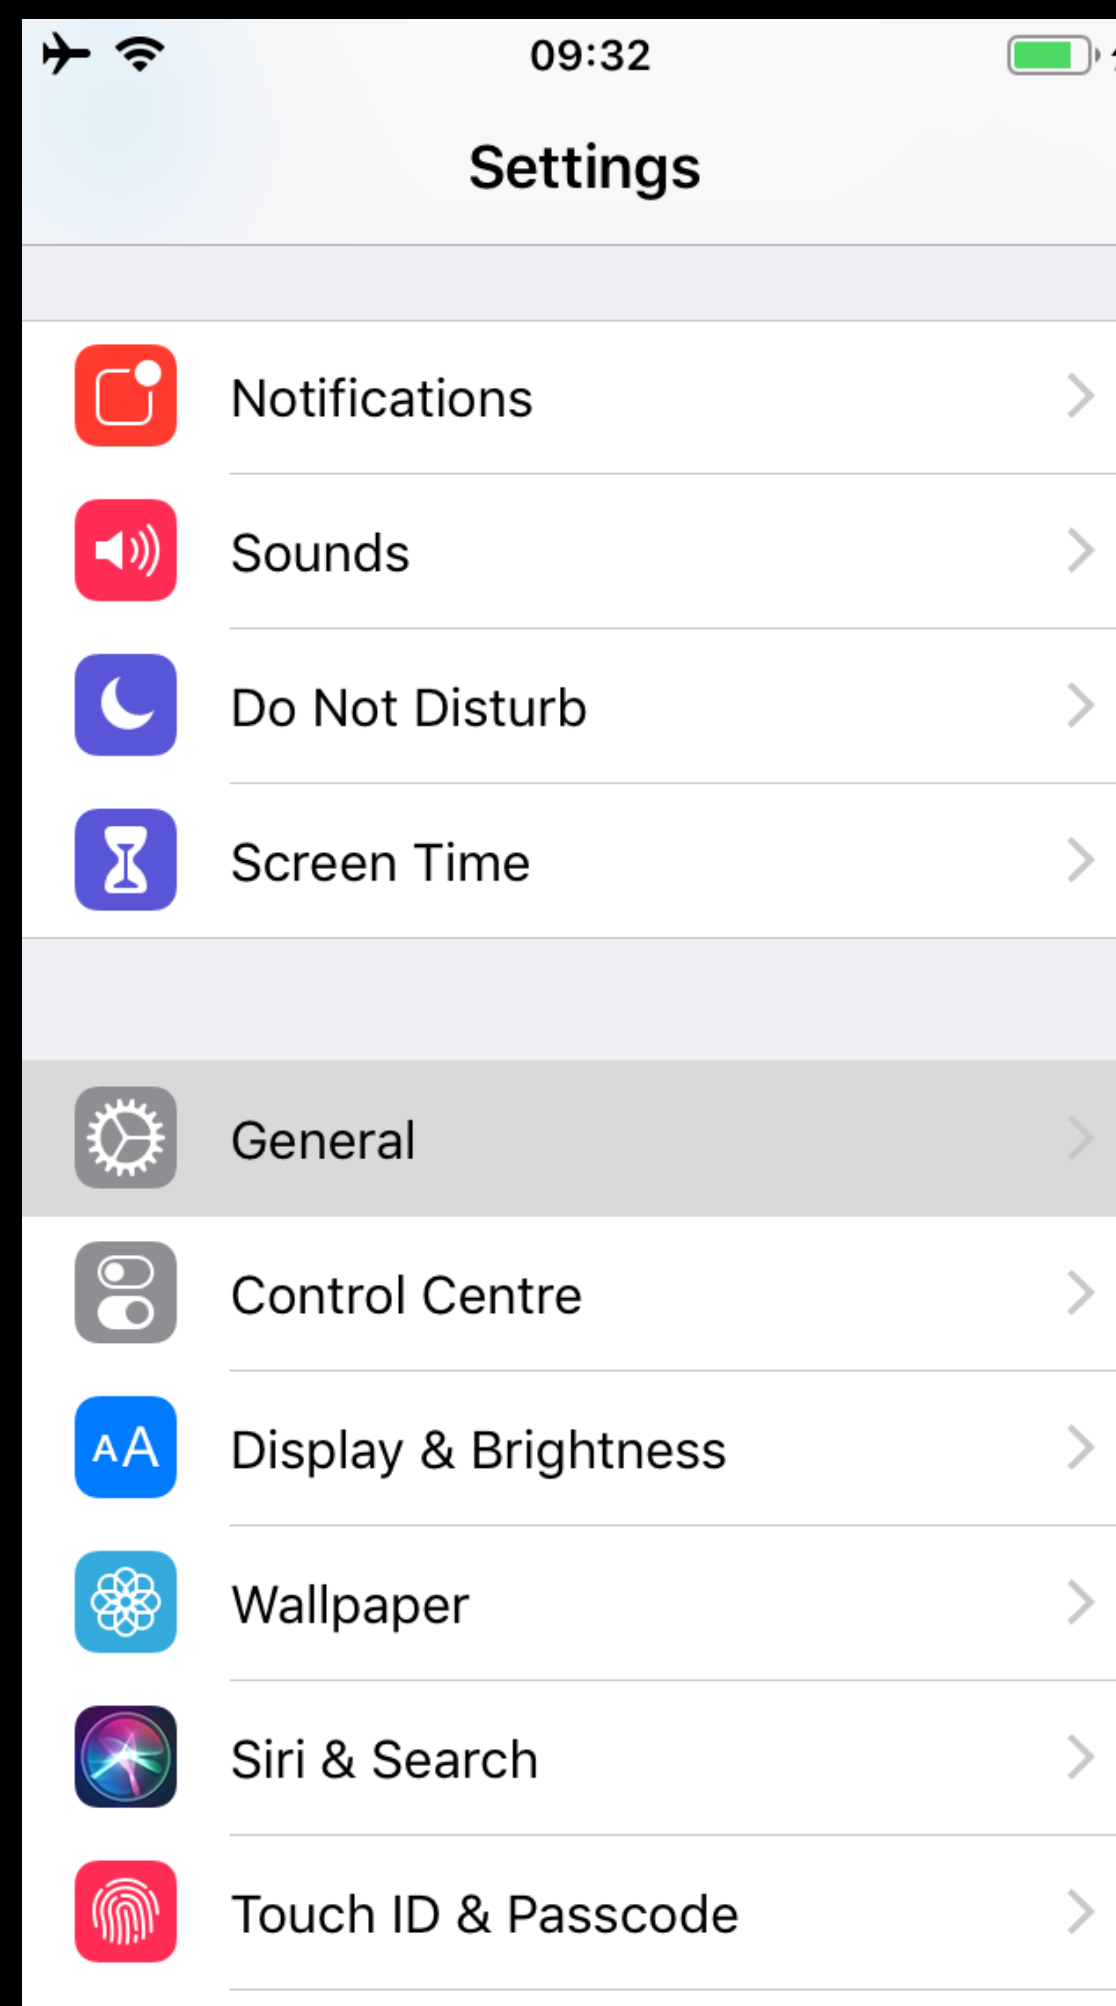 09:32
Settings
Notifications
Sounds
Do Not Disturb
Screen Time
General
Control Centre
AA
Display & Brightness
Wallpaper
Siri & Search
Touch ID & Passcode